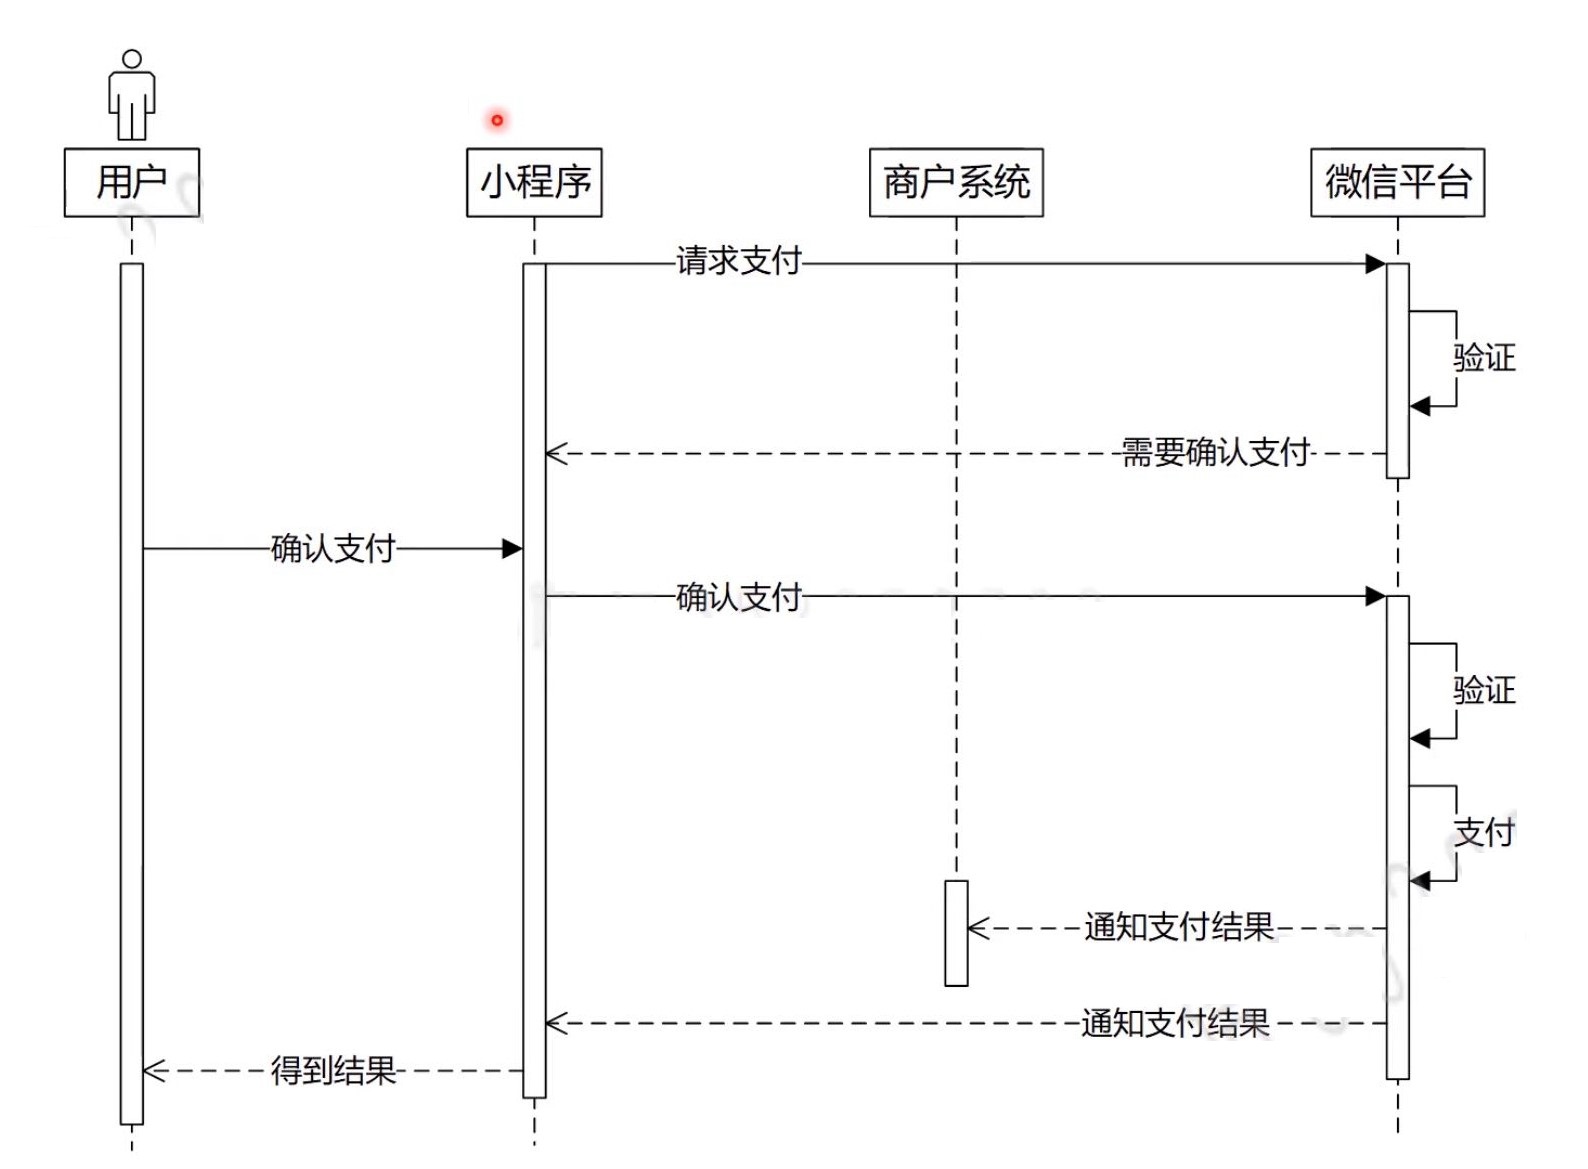 用户
小程序
商户系统
微信平台
请求支付
验证
需要确认支付
确认支付
确认支付
验证
支付
通知支付结果
通知支付结果
得到结果